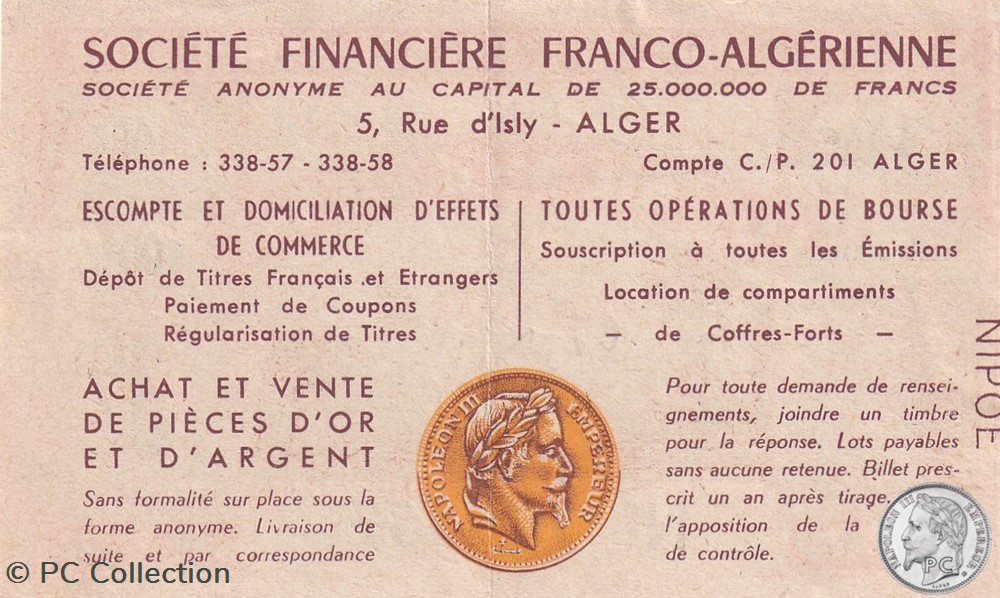 SOCIÉTÉ FINANCIÈRE FRANCO-ALGÉRIENNE
SOCIÉTÉ ANONYME AU CAPITAL DE 25.000.000 DE FRANCS
5, Rue d'Isly - ALGER
Téléphone : 338-57 - 338-58
Compte C./P. 201 ALGER
ESCOMPTE ET DOMICILIATION D'EFFETS
DE COMMERCE
Dépôt de Titres Français et Etrangers
Paiement de Coupons
Régularisation de Titres
TOUTES OPÉRATIONS DE BOURSE
Souscription à toutes les Émissions
Location de compartiments
— de Coffres-Forts —
ACHAT ET VENTE
DE PIÈCES D'OR
ET D'ARGENT
Sans formalité sur place sous la
forme anonyme. Livraison de
suite et par correspondance
NAPOLEON III EMPEREUR
Pour toute demande de rensei-
gnements, joindre un timbre
pour la réponse. Lots payables
sans aucune retenue. Billet pres-
crit un an après tirage.
l'apposition de la
de contrôle.
NIPOE
NAPOLEON III EMPEREUR
PC
© PC Collection